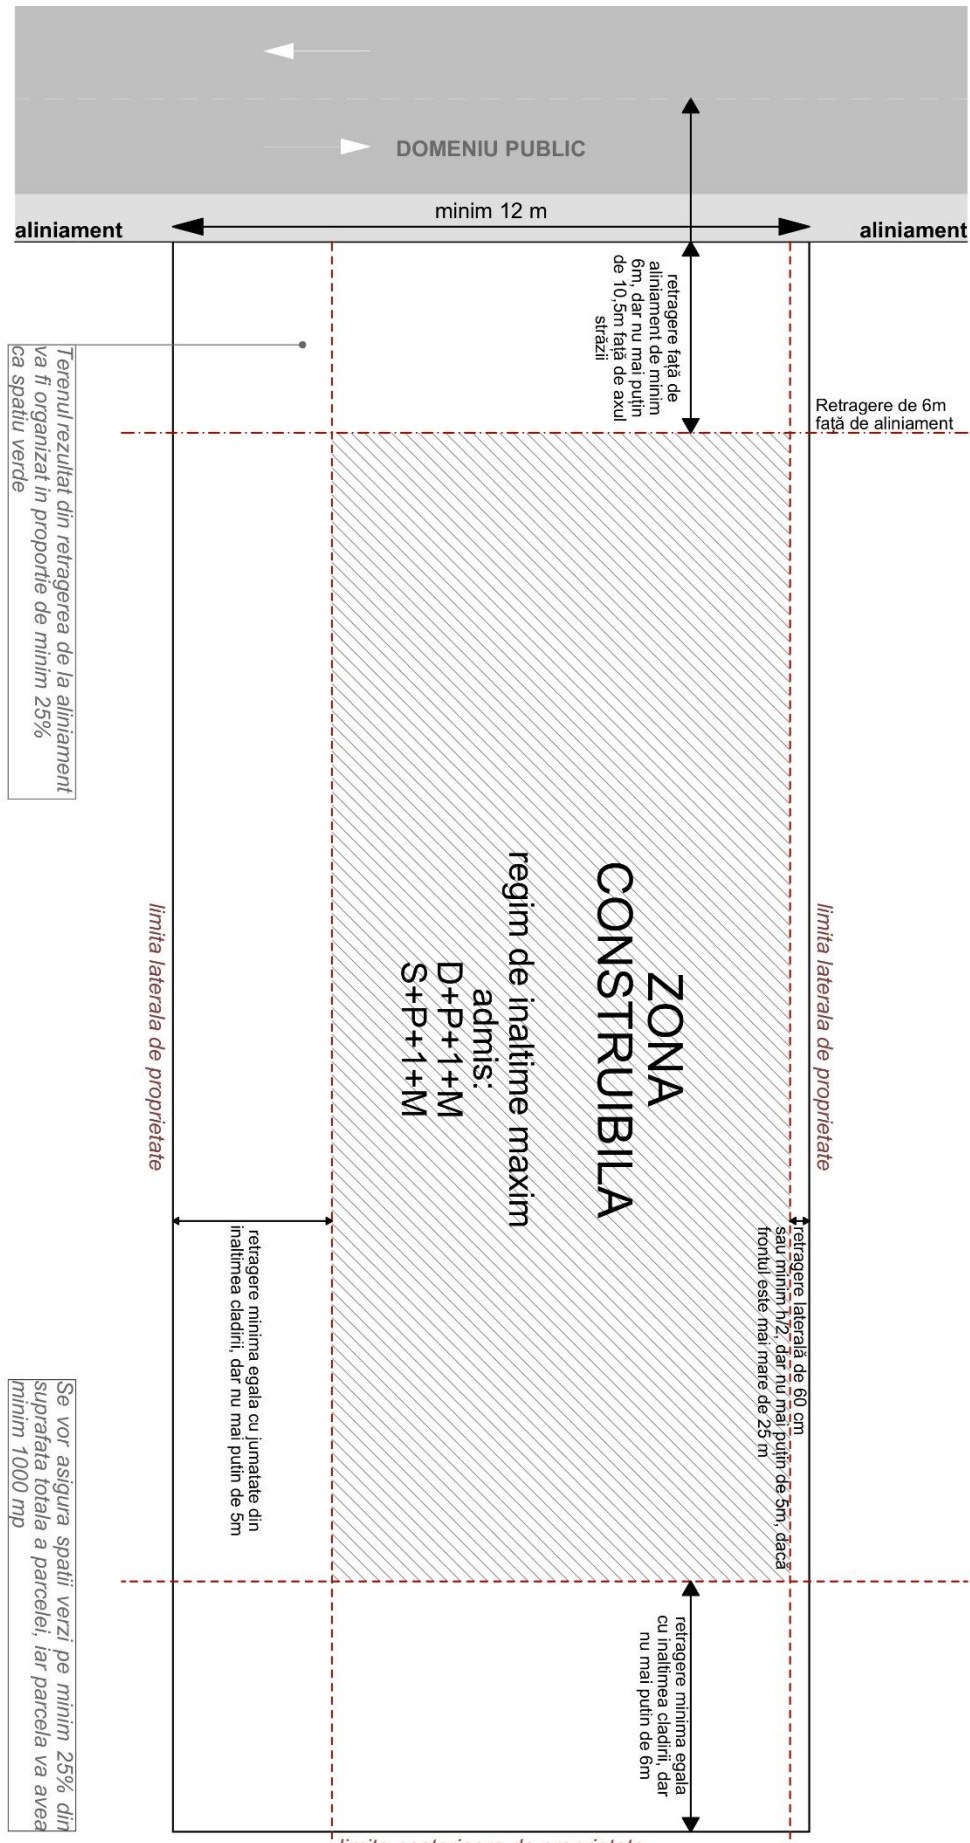 DOMENIU PUBLIC
minim 12 m
aliniament
aliniament
retragere față de
aliniament de minim
6m, dar nu mai puțin
de 10,5m față de axul
străzii
Retragere de 6m
față de aliniament
Terenul rezultat din retragerea de la aliniament
va fi organizat in proportie de minim 25%
ca spatiu verde
ZONA
CONSTRUIBILA
regim de inaltime maxim
admis:
D+P+1+M
S+P+1+M
limita laterala de proprietate
limita laterala de proprietate
retragere laterală de 60 cm
sau minim h/2, dar nu mai puțin de 5m, dacă
frontul este mai mare de 25 m
retragere minima egala cu jumatate din
inaltimea cladirii, dar nu mai putin de 5m
retragere minima egala
cu inaltimea cladirii, dar
nu mai putin de 6m
Se vor asigura spatii verzi pe minim 25% din
suprafata totala a parcelei, iar parcela va avea
minim 1000 mp
limita posterioara de proprietate